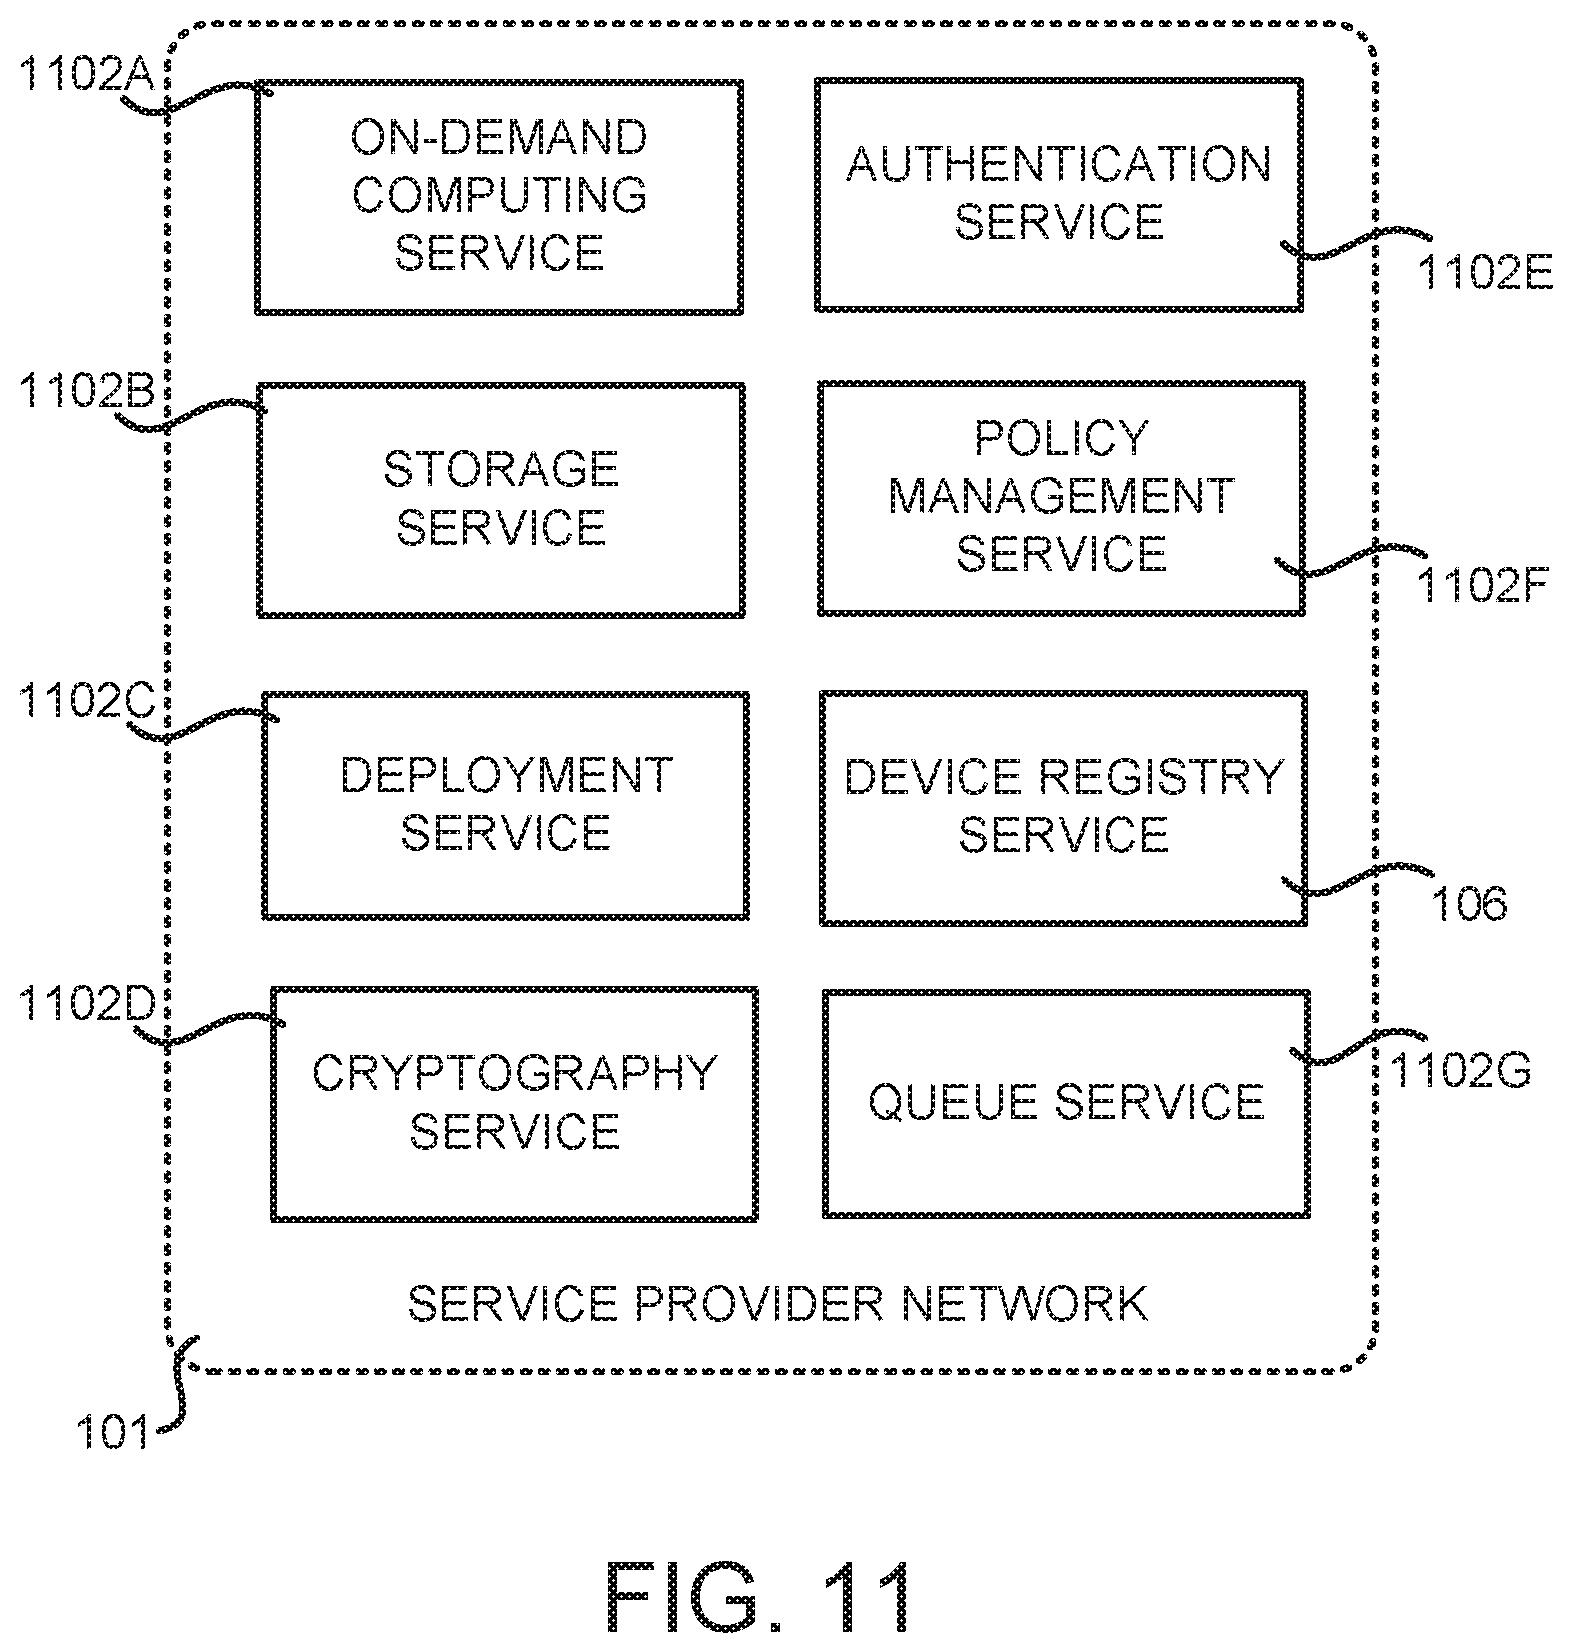 1102A
ON-DEMAND
COMPUTING
SERVICE
AUTHENTICATION
SERVICE
1102E
1102B
STORAGE
SERVICE
POLICY
MANAGEMENT
SERVICE
1102F
1102C
DEPLOYMENT
SERVICE
DEVICE REGISTRY
SERVICE
106
1102D
CRYPTOGRAPHY
SERVICE
QUEUE SERVICE
1102G
SERVICE PROVIDER NETWORK
101
FIG. 11